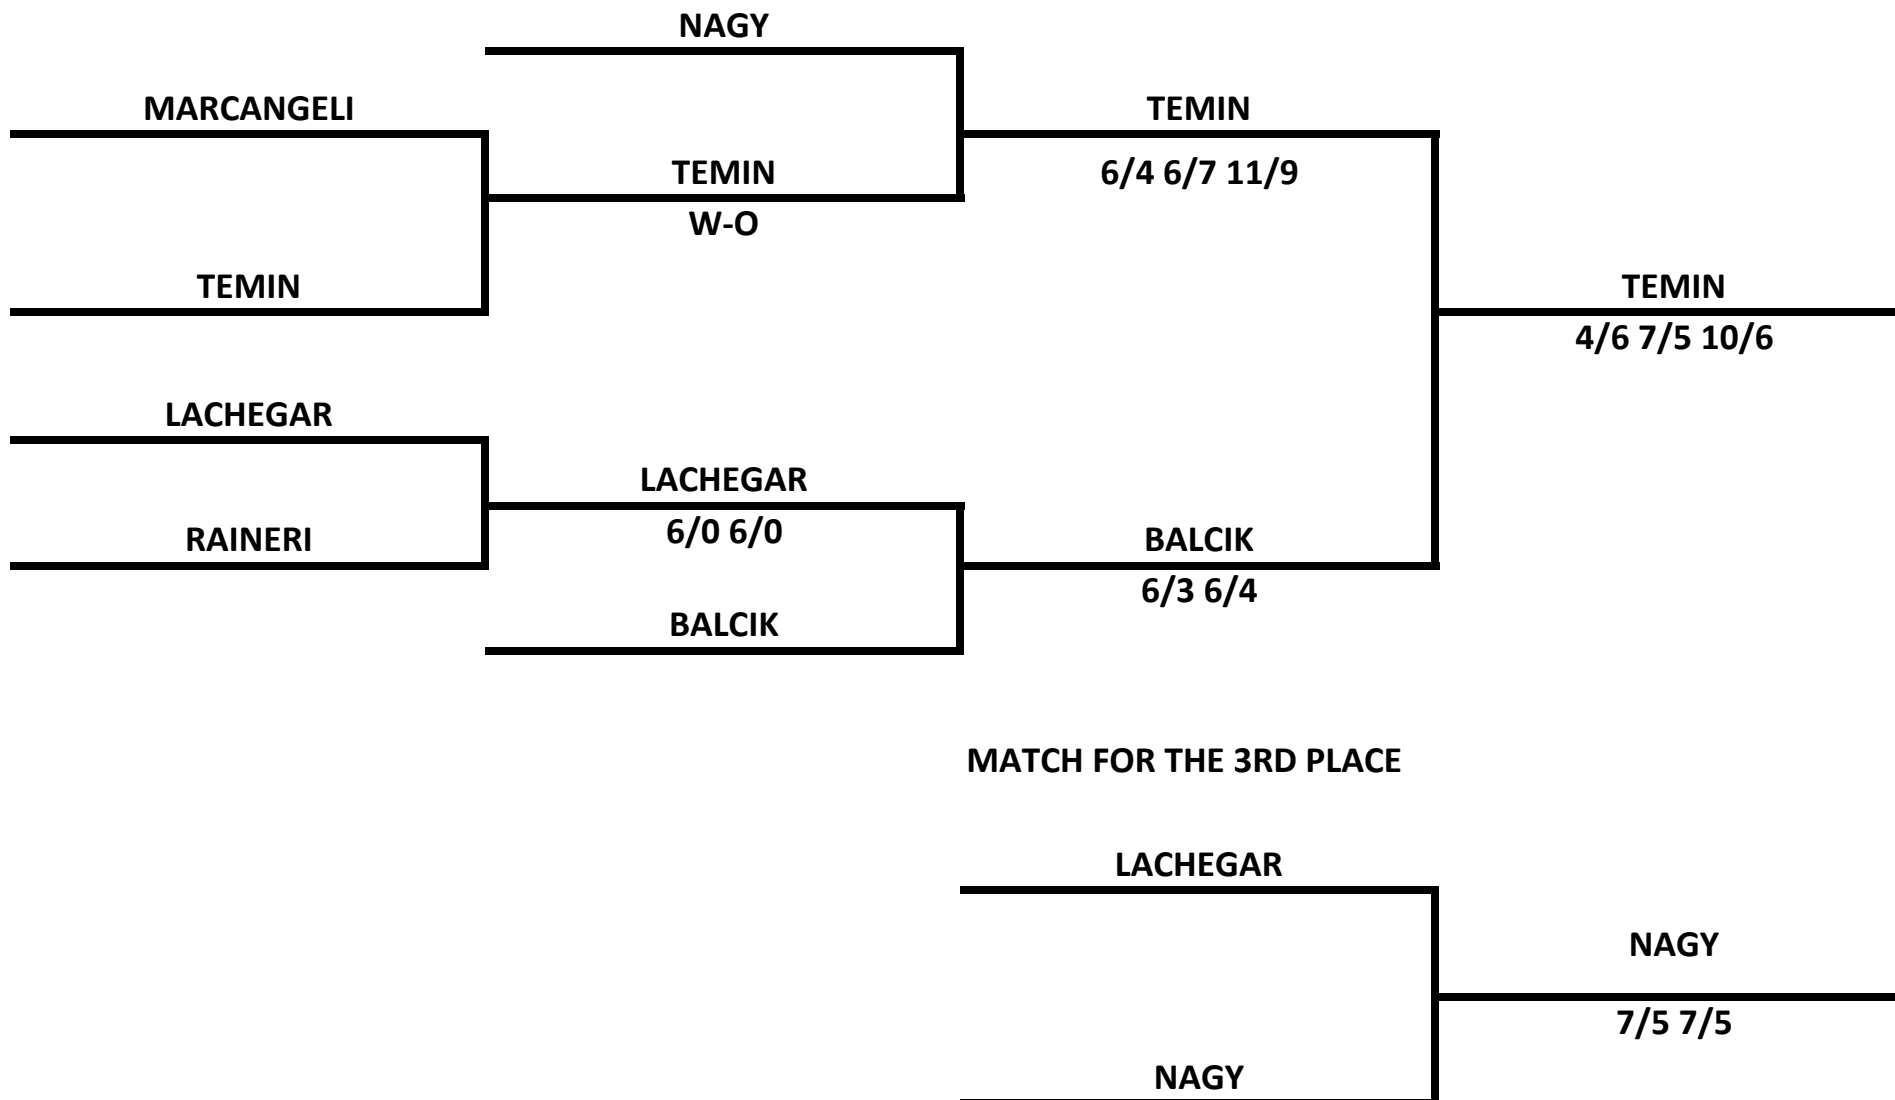 NAGY
MARCANGELI
TEMIN
TEMIN
6/4 6/7 11/9
W-O
TEMIN
TEMIN
4/6 7/5 10/6
LACHEGAR
LACHEGAR
6/0 6/0
RAINERI
BALCIK
6/3 6/4
BALCIK
MATCH FOR THE 3RD PLACE
LACHEGAR
NAGY
7/5 7/5
NAGY